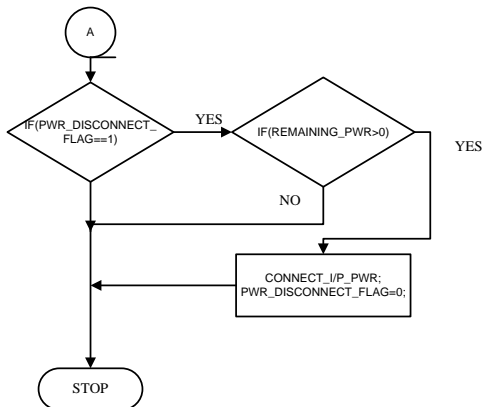 A
IF(PWR_DISCONNECT_
FLAG==1)
YES
IF(REMAINING_PWR>0)
YES
NO
CONNECT_I/P_PWR;
PWR_DISCONNECT_FLAG=0;
STOP